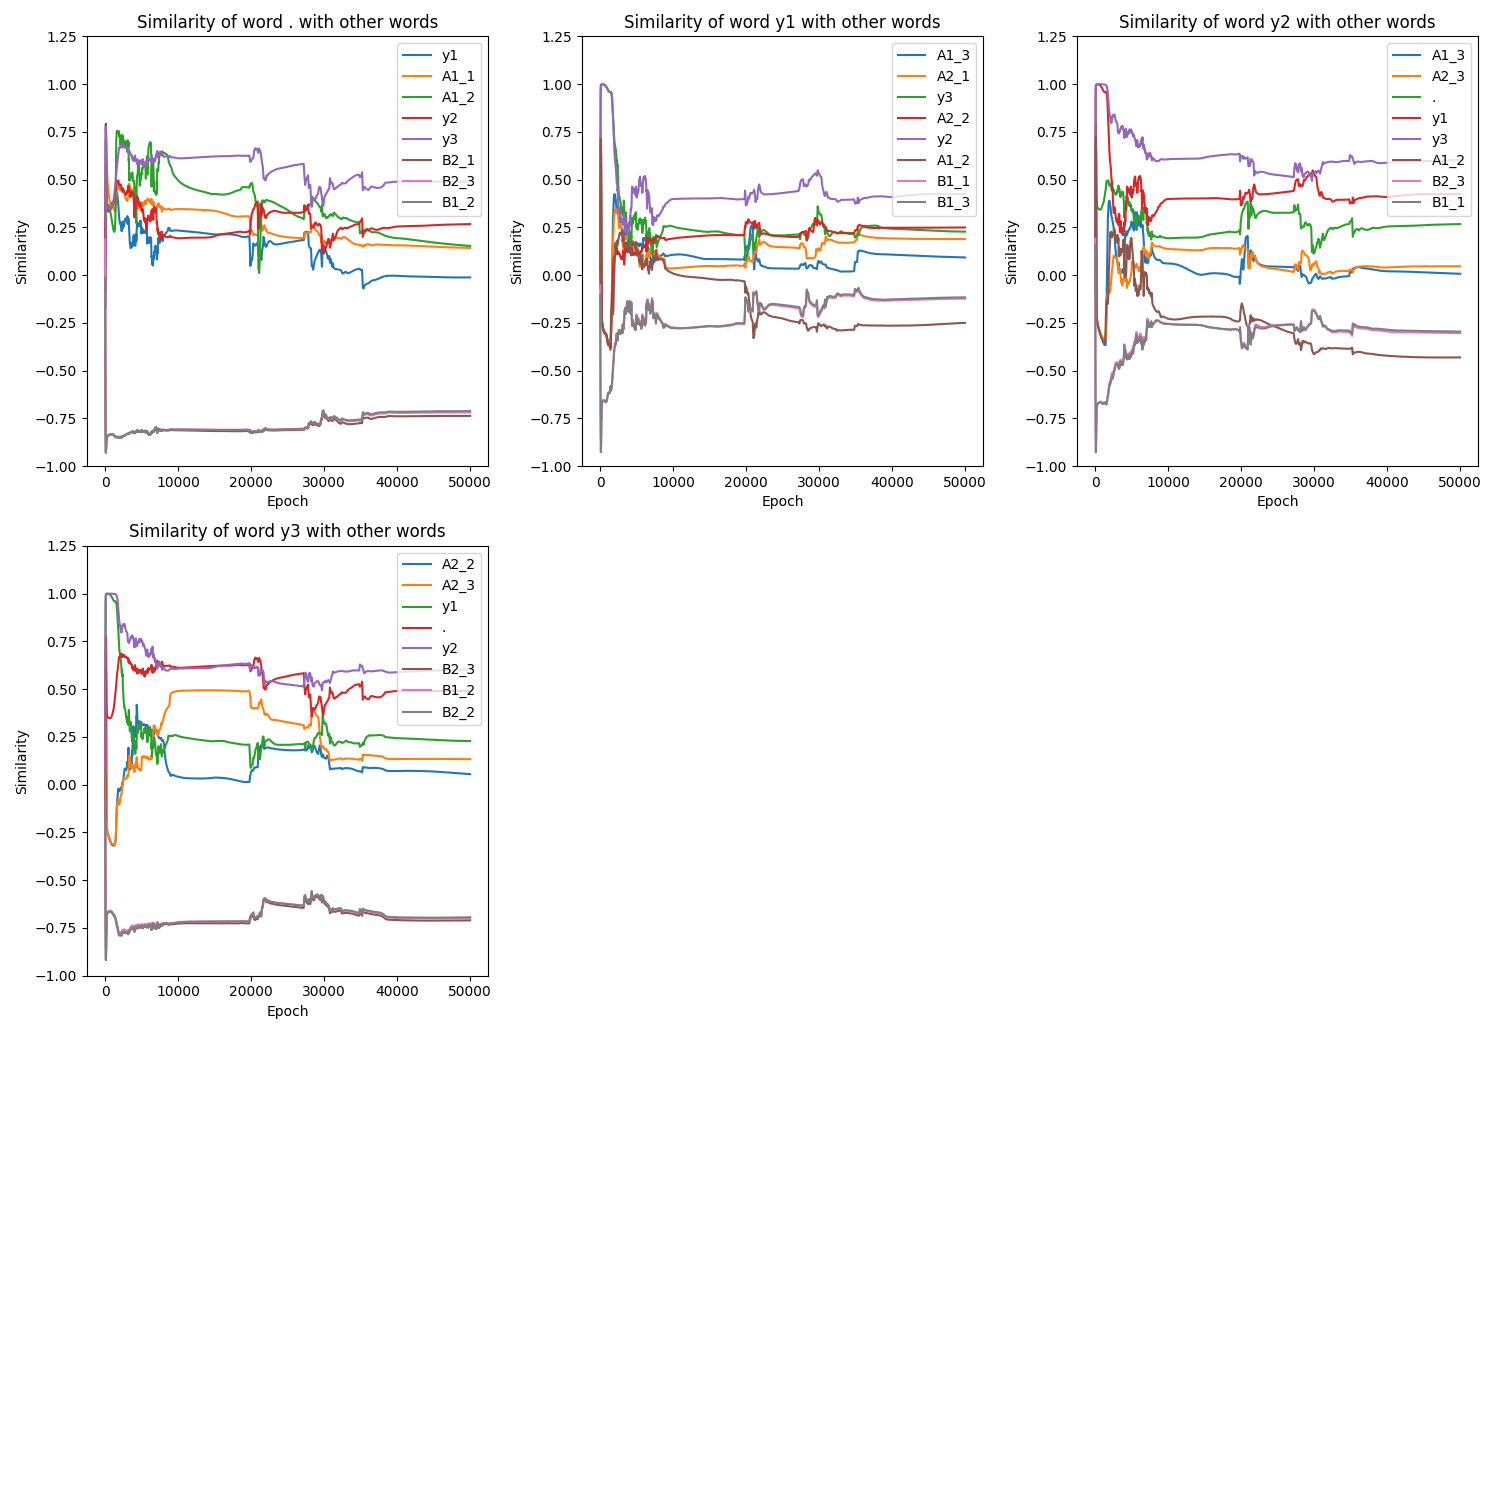 Similarity of word . with other words
1.25
1.00
0.75
0.50
0.25
0.00
−0.25
−0.50
−0.75
−1.00
Similarity
0 10000 20000 30000 40000 50000
Epoch
y1
A1_1
A1_2
y2
y3
B2_1
B2_3
B1_2
Similarity of word y1 with other words
1.25
1.00
0.75
0.50
0.25
0.00
−0.25
−0.50
−0.75
−1.00
Similarity
0 10000 20000 30000 40000 50000
Epoch
A1_3
A2_1
y3
A2_2
y2
A1_2
B1_1
B1_3
Similarity of word y2 with other words
1.25
1.00
0.75
0.50
0.25
0.00
−0.25
−0.50
−0.75
−1.00
Similarity
0 10000 20000 30000 40000 50000
Epoch
A1_3
A2_3
.
y1
y3
A1_2
B2_3
B1_1
Similarity of word y3 with other words
1.25
1.00
0.75
0.50
0.25
0.00
−0.25
−0.50
−0.75
−1.00
Similarity
0 10000 20000 30000 40000 50000
Epoch
A2_2
A2_3
y1
.
y2
B2_3
B1_2
B2_2